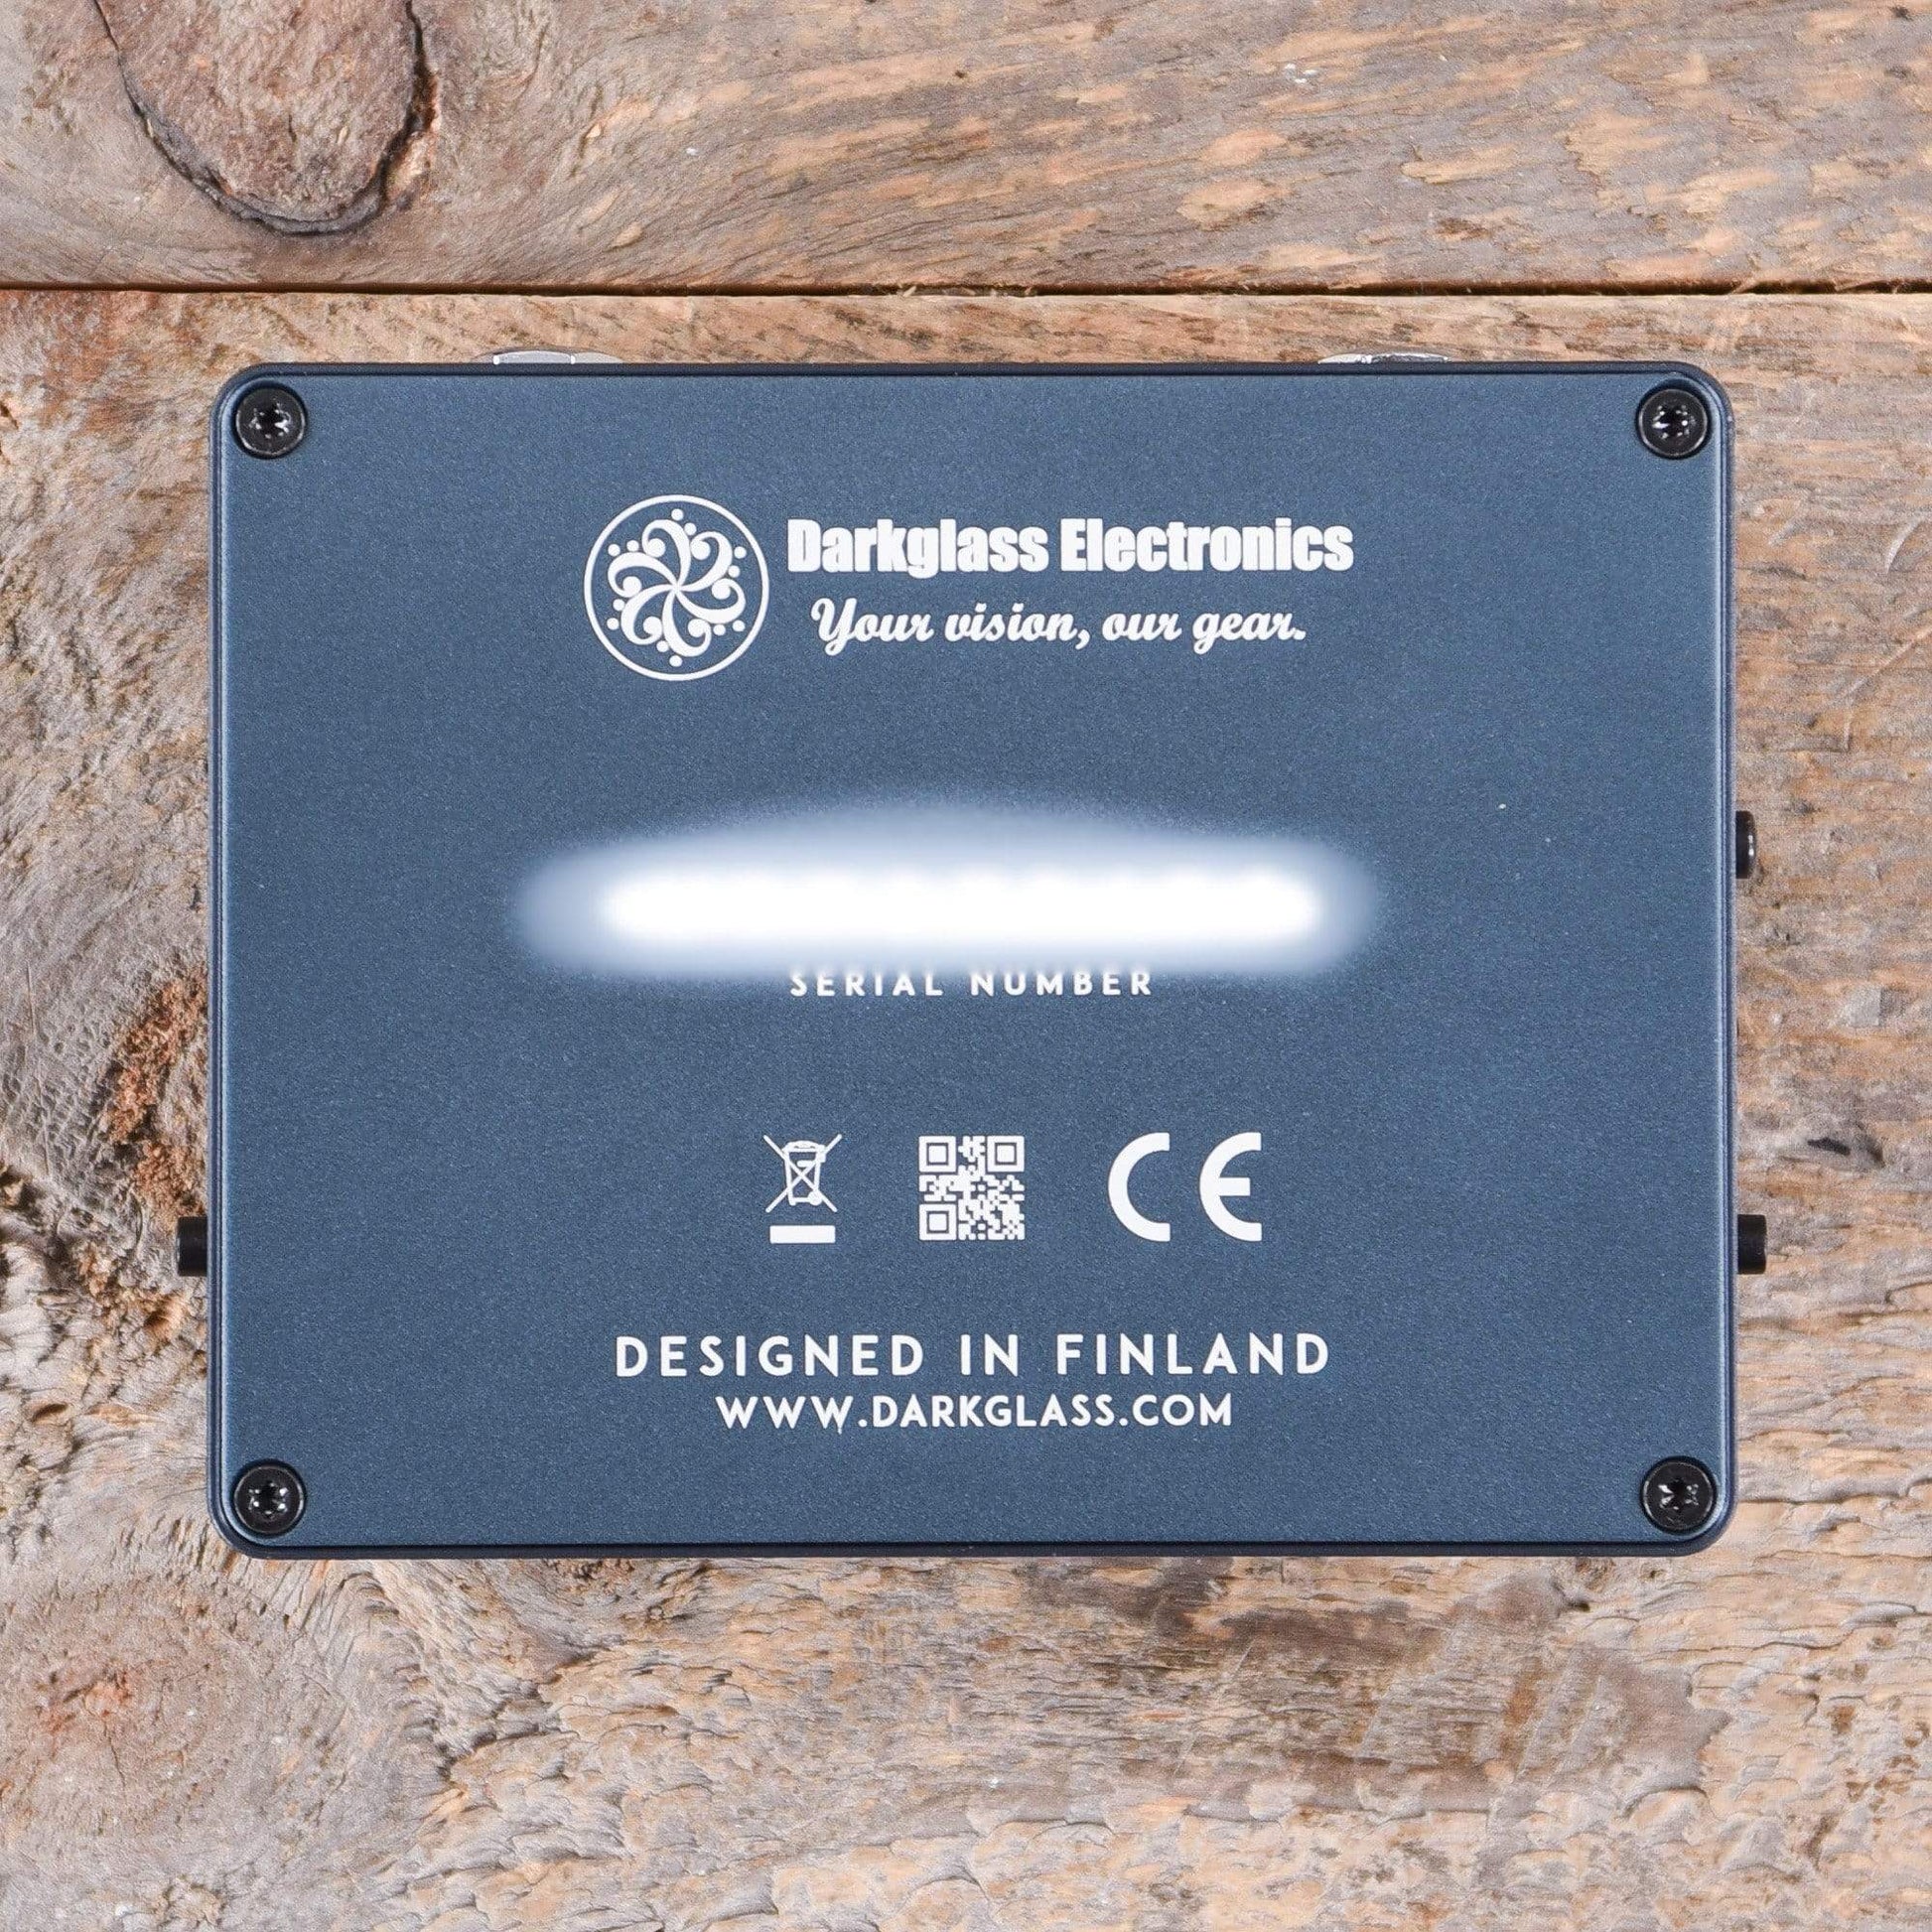 Darkglass Electronics
Your vision, our gear.
SERIAL NUMBER
CE
DESIGNED IN FINLAND
WWW.DARKGLASS.COM